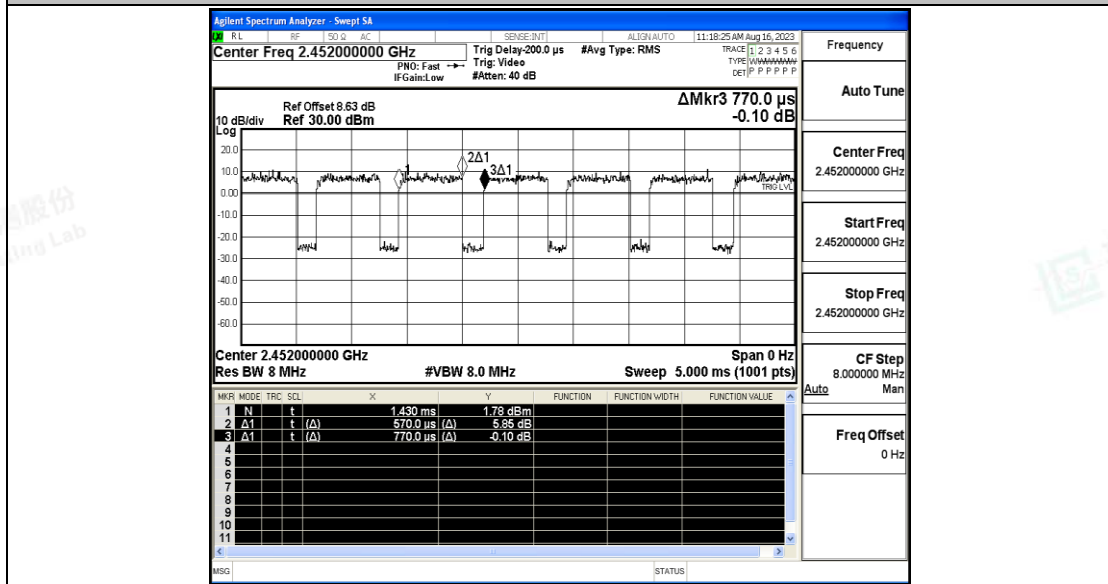 Agilent Spectrum Analyzer - Swept SA
RL RF 50 Ω AC SENSE:INT ALIGN AUTO 11:18:25 AM Aug 16, 2023
Center Freq 2.452000000 GHz
PNO: Fast
IFGain:Low
Trig Delay-200.0 µs
Trig: Video
#Atten: 40 dB
#Avg Type: RMS
TRACE 1 2 3 4 5 6
TYPE
DET P P P P P P
Frequency
Auto Tune
ΔMkr3 770.0 µs
-0.10 dB
Ref Offset 8.63 dB
10 dB/div Ref 30.00 dBm
Log
20.0
10.0
0.00
-10.0
-20.0
-30.0
-40.0
-50.0
-60.0
1
2Δ1
3Δ1
TRIG LVL
Center Freq
2.452000000 GHz
Start Freq
2.452000000 GHz
Stop Freq
2.452000000 GHz
CF Step
8.000000 MHz
Auto Man
Freq Offset
0 Hz
Center 2.452000000 GHz Span 0 Hz
Res BW 8 MHz #VBW 8.0 MHz Sweep 5.000 ms (1001 pts)
MKR MODE TRC SCL X Y FUNCTION FUNCTION WIDTH FUNCTION VALUE
1 N t 1.430 ms 1.78 dBm
2 Δ1 t (Δ) 570.0 µs (Δ) 5.85 dB
3 Δ1 t (Δ) 770.0 µs (Δ) -0.10 dB
4
5
6
7
8
9
10
11
MSG STATUS
股份
Lab